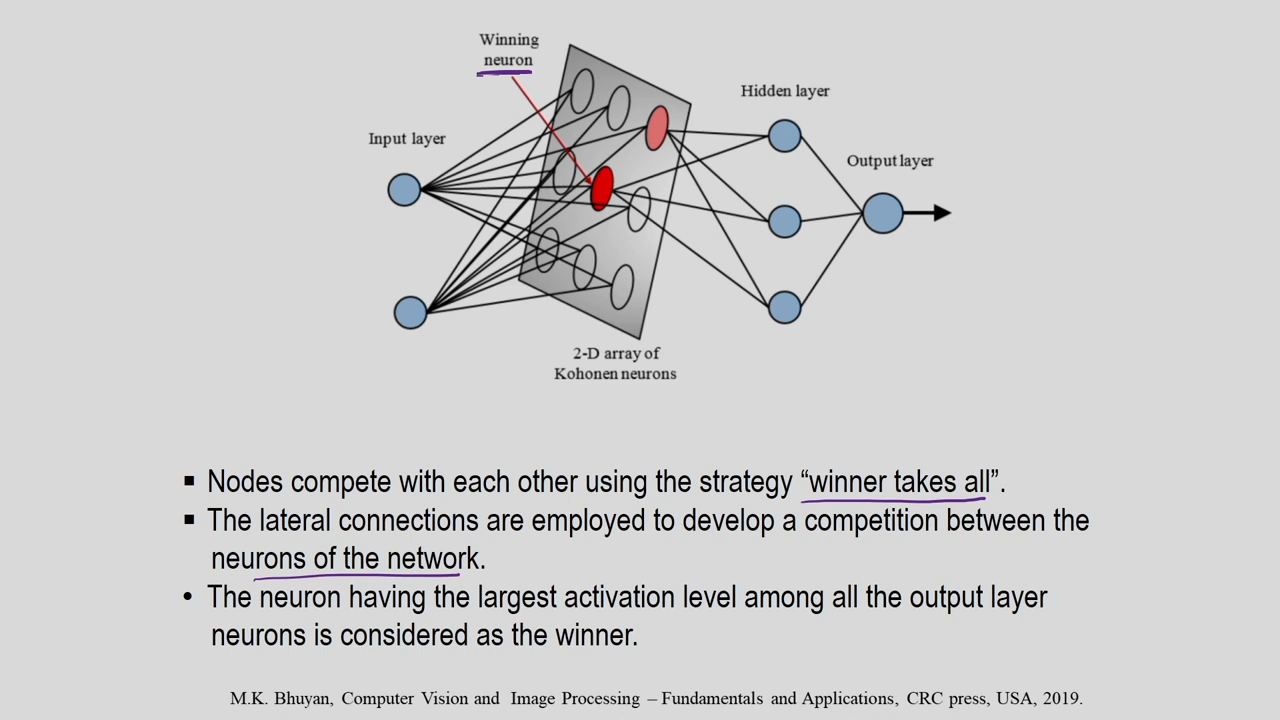 Winning
neuron
Hidden layer
Input layer
Output layer
2-D array of
Kohonen neurons
▪ Nodes compete with each other using the strategy “winner takes all”.
▪ The lateral connections are employed to develop a competition between the
neurons of the network.
• The neuron having the largest activation level among all the output layer
neurons is considered as the winner.
M.K. Bhuyan, Computer Vision and Image Processing – Fundamentals and Applications, CRC press, USA, 2019.